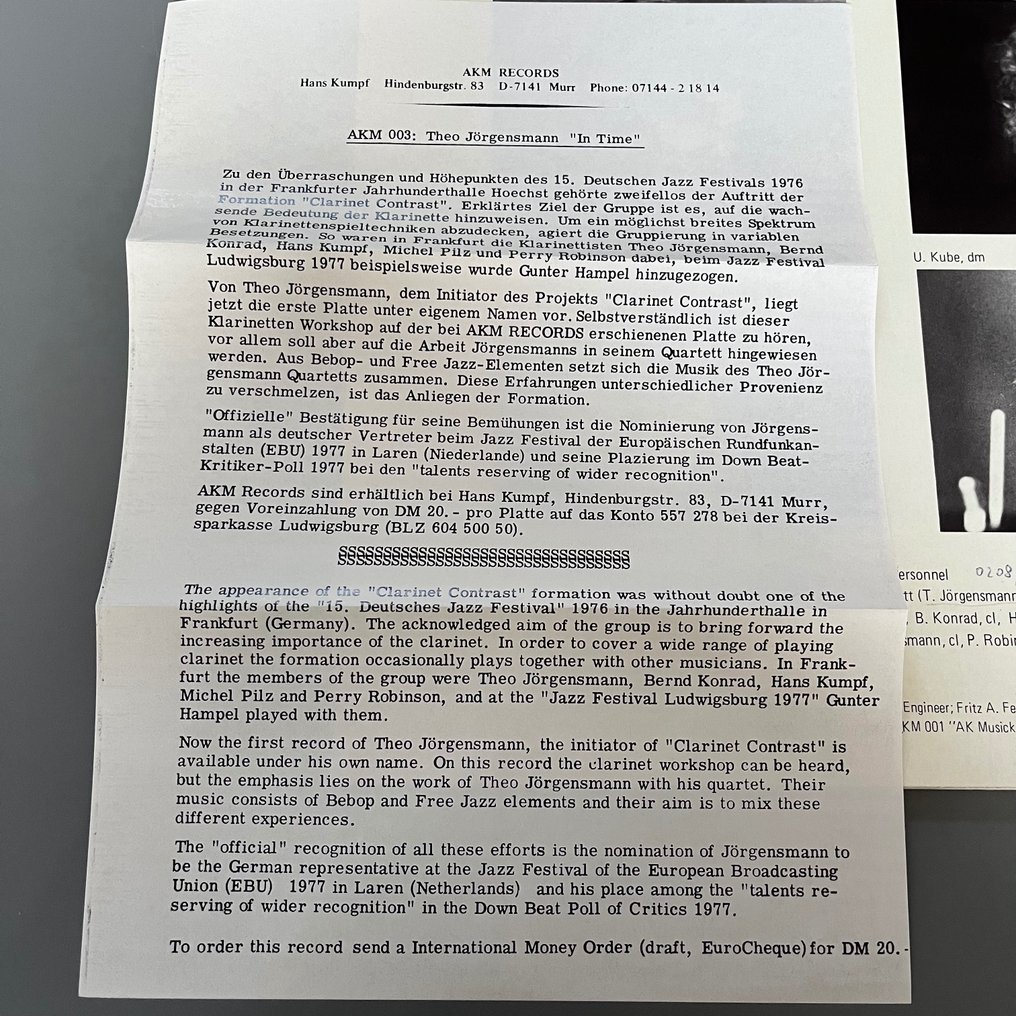 AKM RECORDS
Hans Kumpf Hindenburgstr. 83 D-7141 Murr Phone: 07144 - 2 18 14
AKM 003: Theo Jörgensmann "In Time"
Zu den Überraschungen und Höhepunkten des 15. Deutschen Jazz Festivals 1976
in der Frankfurter Jahrhunderthalle Hoechst gehörte zweifellos der Auftritt der
Formation "Clarinet Contrast". Erklärtes Ziel der Gruppe ist es, auf die wach-
sende Bedeutung der Klarinette hinzuweisen. Um ein möglichst breites Spektrum
von Klarinettenspieltechniken abzudecken, agiert die Gruppierung in variablen
Besetzungen. So waren in Frankfurt die Klarinettisten Theo Jörgensmann, Bernd
Konrad, Hans Kumpf, Michel Pilz und Perry Robinson dabei, beim Jazz Festival
Ludwigsburg 1977 beispielsweise wurde Gunter Hampel hinzugezogen.
Von Theo Jörgensmann, dem Initiator des Projekts "Clarinet Contrast", liegt
jetzt die erste Platte unter eigenem Namen vor. Selbstverständlich ist dieser
Klarinetten Workshop auf der bei AKM RECORDS erschienenen Platte zu hören,
vor allem soll aber auf die Arbeit Jörgensmanns in seinem Quartett hingewiesen
werden. Aus Bebop- und Free Jazz-Elementen setzt sich die Musik des Theo Jör-
gensmann Quartetts zusammen. Diese Erfahrungen unterschiedlicher Provenienz
zu verschmelzen, ist das Anliegen der Formation.
"Offizielle" Bestätigung für seine Bemühungen ist die Nominierung von Jörgens-
mann als deutscher Vertreter beim Jazz Festival der Europäischen Rundfunkan-
stalten (EBU) 1977 in Laren (Niederlande) und seine Plazierung im Down Beat-
Kritiker-Poll 1977 bei den "talents reserving of wider recognition".
AKM Records sind erhältlich bei Hans Kumpf, Hindenburgstr. 83, D-7141 Murr,
gegen Voreinzahlung von DM 20.- pro Platte auf das Konto 557 278 bei der Kreis-
sparkasse Ludwigsburg (BLZ 604 500 50).
§§§§§§§§§§§§§§§§§§§§§§§§§§§§§§§§§
The appearance of the "Clarinet Contrast" formation was without doubt one of the
highlights of the "15. Deutsches Jazz Festival" 1976 in the Jahrhunderthalle in
Frankfurt (Germany). The acknowledged aim of the group is to bring forward the
increasing importance of the clarinet. In order to cover a wide range of playing
clarinet the formation occasionally plays together with other musicians. In Frank-
furt the members of the group were Theo Jörgensmann, Bernd Konrad, Hans Kumpf,
Michel Pilz and Perry Robinson, and at the "Jazz Festival Ludwigsburg 1977" Gunter
Hampel played with them.
Now the first record of Theo Jörgensmann, the initiator of "Clarinet Contrast" is
available under his own name. On this record the clarinet workshop can be heard,
but the emphasis lies on the work of Theo Jörgensmann with his quartet. Their
music consists of Bebop and Free Jazz elements and their aim is to mix these
different experiences.
The "official" recognition of all these efforts is the nomination of Jörgensmann to
be the German representative at the Jazz Festival of the European Broadcasting
Union (EBU) 1977 in Laren (Netherlands) and his place among the "talents re-
serving of wider recognition" in the Down Beat Poll of Critics 1977.
To order this record send a International Money Order (draft, EuroCheque) for DM 20.-
U. Kube, dm
ersonnel 0208
tt (T. Jörgensmann
, B. Konrad, cl, H
smann, cl, P. Robin
Engineer; Fritz A. Fe
KM 001 "AK Musick